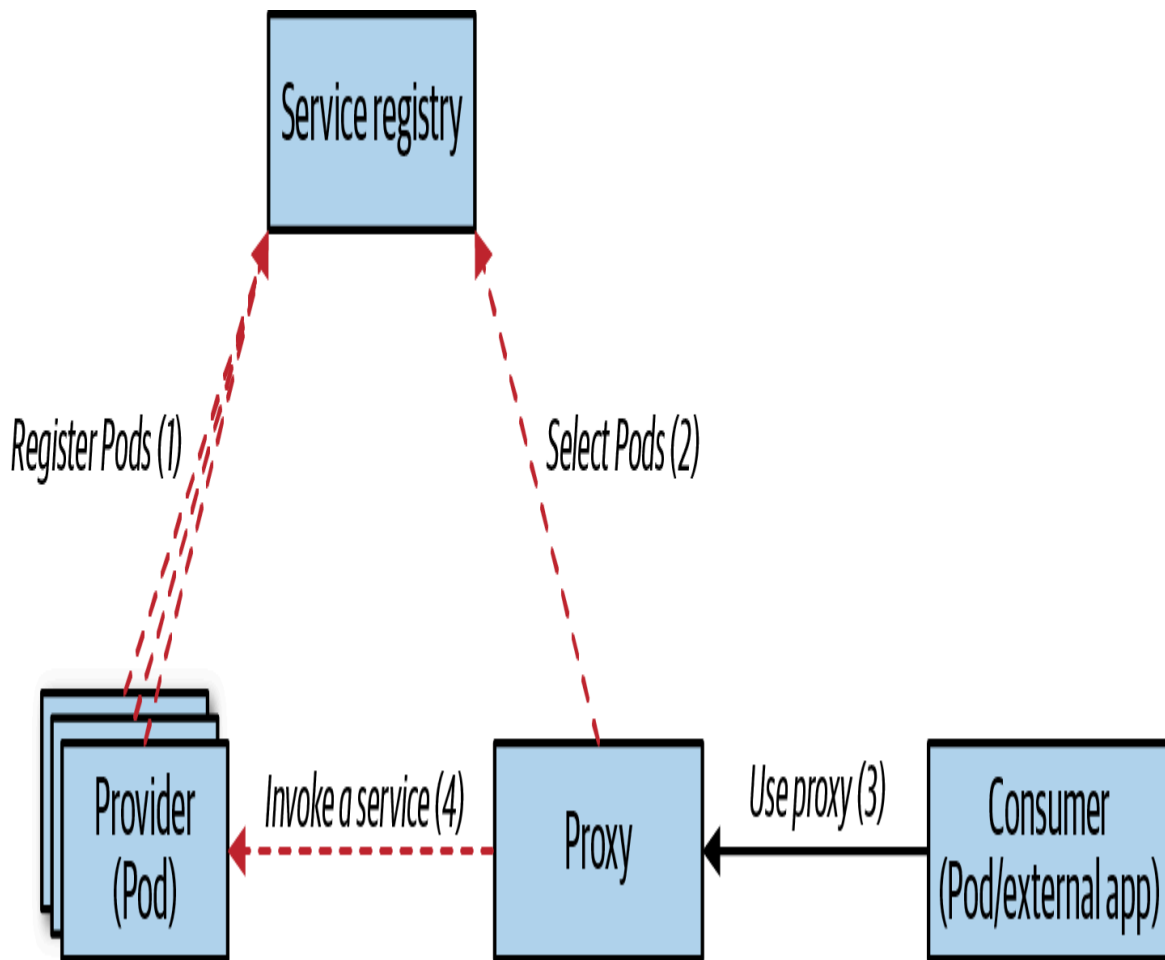 Service registry
Register Pods (1)
Select Pods (2)
Provider
(Pod)
Invoke a service (4)
Proxy
Use proxy (3)
Consumer
(Pod/external app)